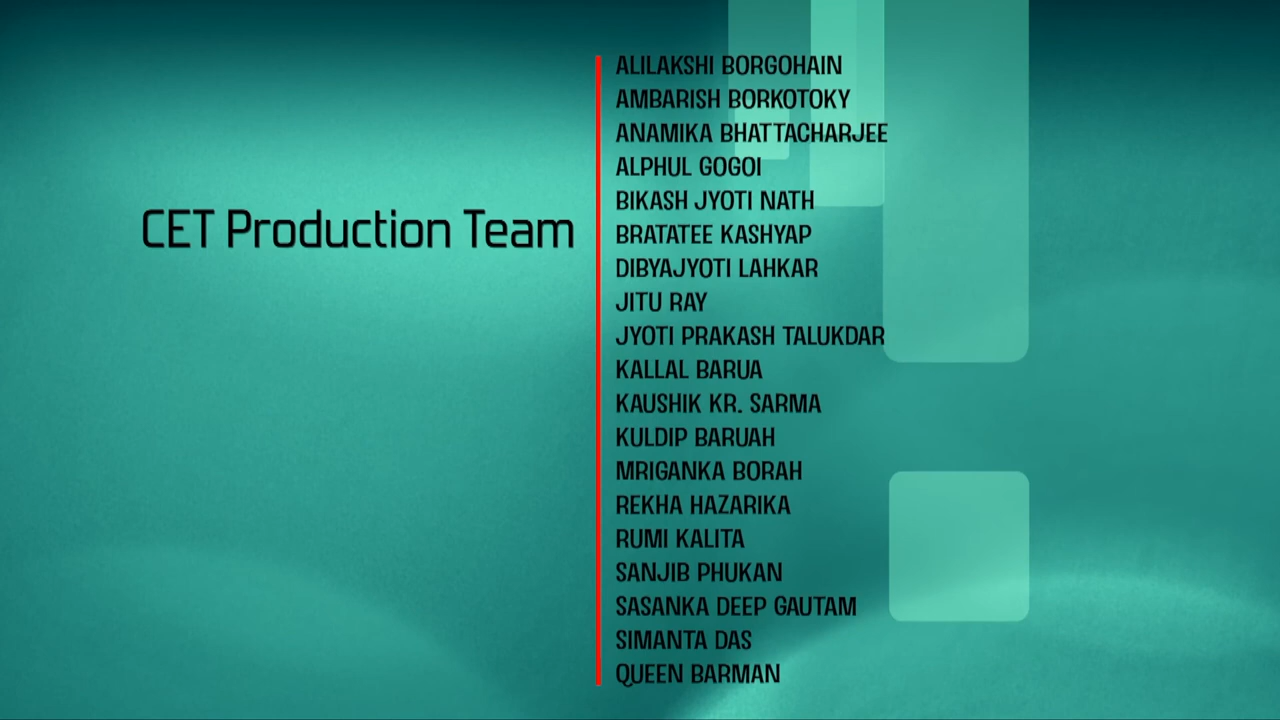 CET Production Team
ALILAKSHI BORGOHAIN
AMBARISH BORKOTOKY
ANAMIKA BHATTACHARJEE
ALPHUL GOGOI
BIKASH JYOTI NATH
BRATATEE KASHYAP
DIBYAJYOTI LAHKAR
JITU RAY
JYOTI PRAKASH TALUKDAR
KALLAL BARUA
KAUSHIK KR. SARMA
KULDIP BARUAH
MRIGANKA BORAH
REKHA HAZARIKA
RUMI KALITA
SANJIB PHUKAN
SASANKA DEEP GAUTAM
SIMANTA DAS
QUEEN BARMAN